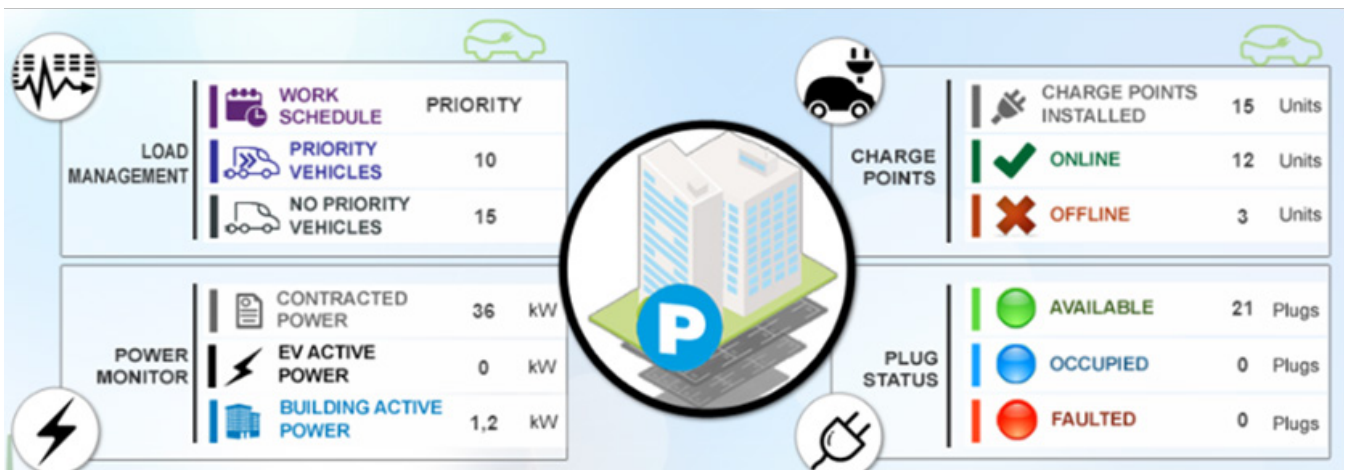 WORK
SCHEDULE
PRIORITY
LOAD
MANAGEMENT
PRIORITY
VEHICLES
10
NO PRIORITY
VEHICLES
15
CHARGE
POINTS
CHARGE POINTS
INSTALLED
15 Units
ONLINE
12 Units
OFFLINE
3 Units
POWER
MONITOR
CONTRACTED
POWER
36 kW
EV ACTIVE
POWER
0 kW
BUILDING ACTIVE
POWER
1,2 kW
P
PLUG
STATUS
AVAILABLE
21 Plugs
OCCUPIED
0 Plugs
FAULTED
0 Plugs